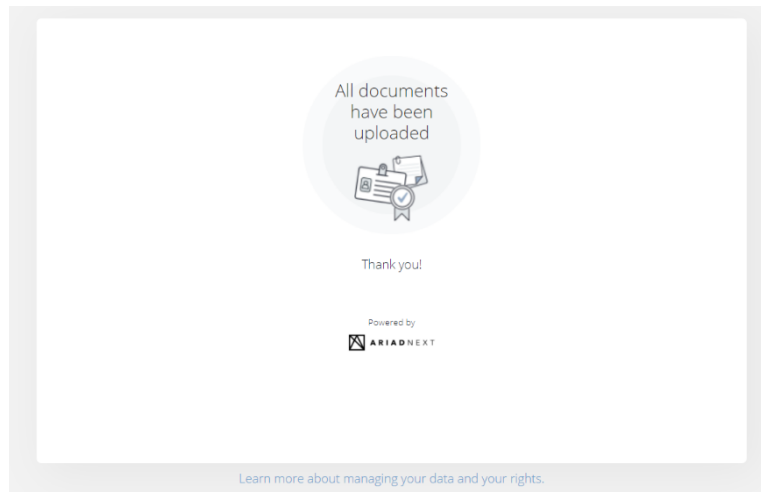 All documents
have been
uploaded
Thank you!
Powered by
ARIADNEXT
Learn more about managing your data and your rights.